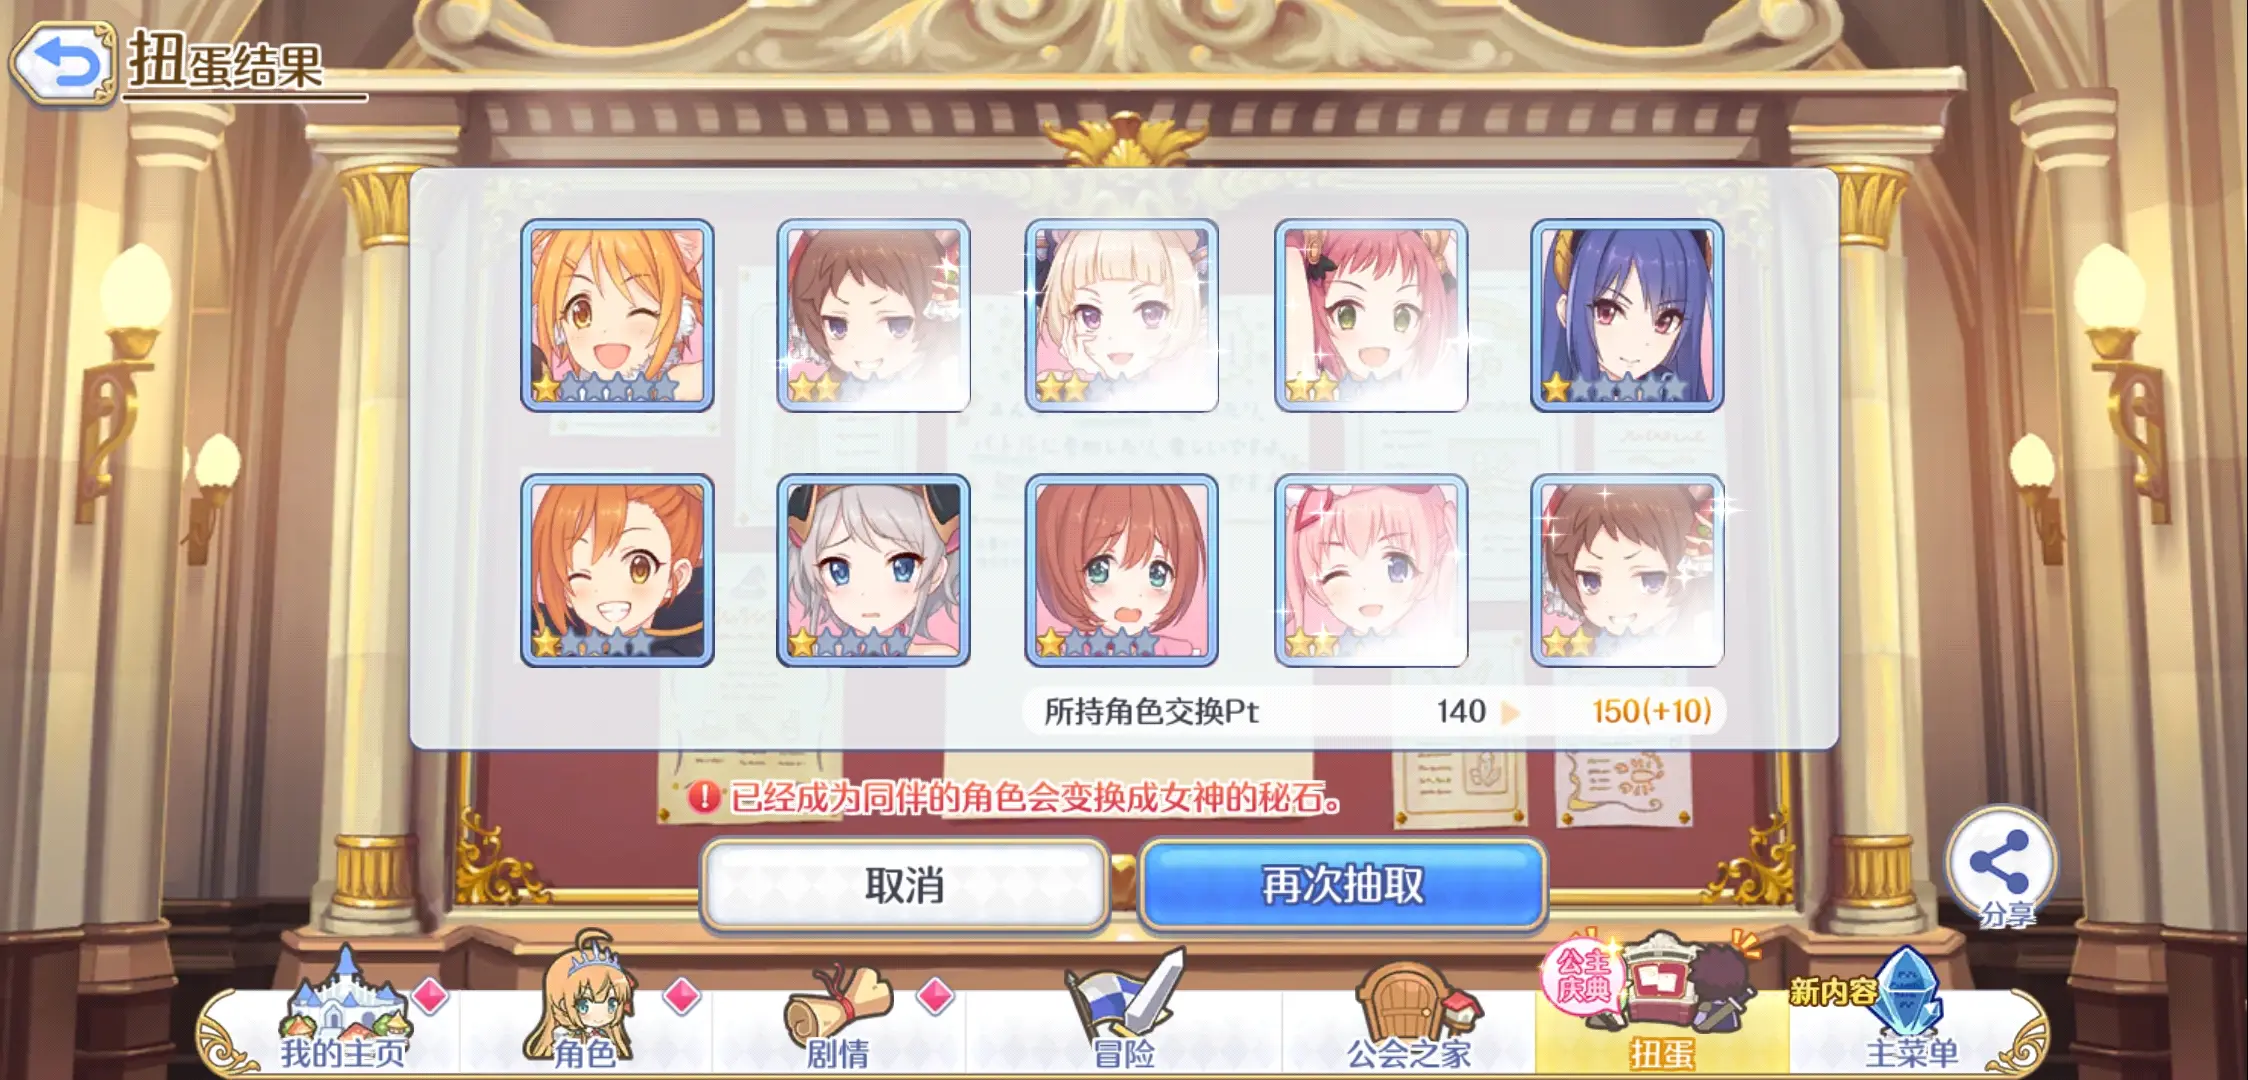 扭蛋结果
所持角色交换Pt 140 150(+10)
已经成为同伴的角色会变换成女神的秘石。
取消
再次抽取
分享
公主庆典
新内容
我的主页
角色
剧情
冒险
公会之家
扭蛋
主菜单